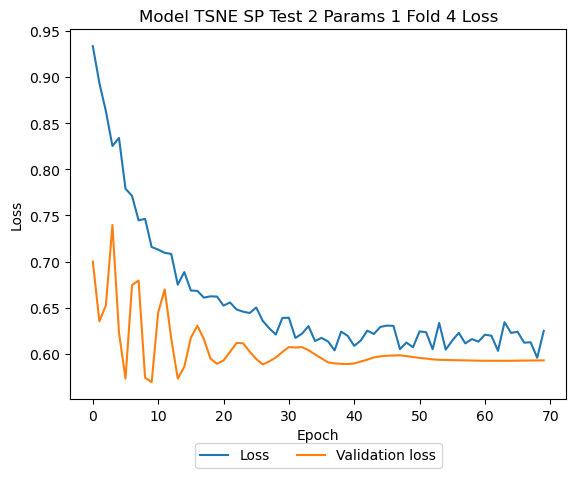 Model TSNE SP Test 2 Params 1 Fold 4 Loss
0.95
0.90
0.85
0.80
0.75
0.70
0.65
0.60
Loss
0 10 20 30 40 50 60 70
Epoch
Loss Validation loss